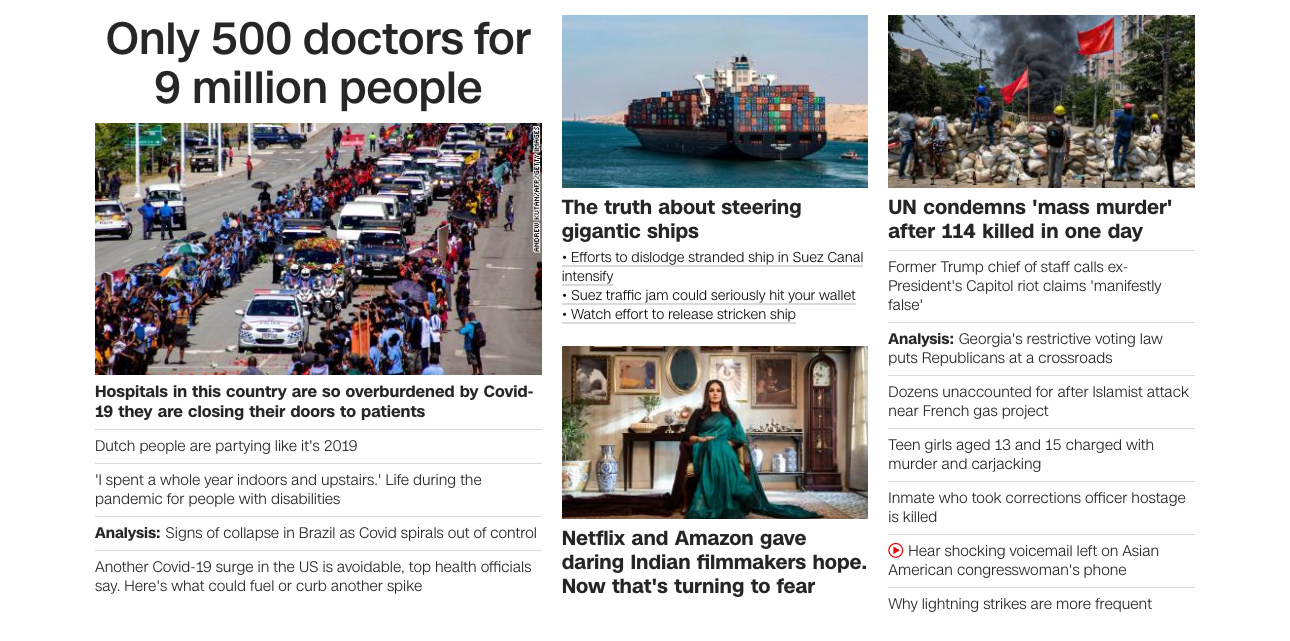 Only 500 doctors for
9 million people
ANDREW KUTAN/AFP/GETTY IMAGES
Hospitals in this country are so overburdened by Covid-
19 they are closing their doors to patients
Dutch people are partying like it's 2019
'I spent a whole year indoors and upstairs.' Life during the
pandemic for people with disabilities
Analysis: Signs of collapse in Brazil as Covid spirals out of control
Another Covid-19 surge in the US is avoidable, top health officials
say. Here's what could fuel or curb another spike
The truth about steering
gigantic ships
• Efforts to dislodge stranded ship in Suez Canal
intensify
• Suez traffic jam could seriously hit your wallet
• Watch effort to release stricken ship
Netflix and Amazon gave
daring Indian filmmakers hope.
Now that's turning to fear
UN condemns 'mass murder'
after 114 killed in one day
Former Trump chief of staff calls ex-
President's Capitol riot claims 'manifestly
false'
Analysis: Georgia's restrictive voting law
puts Republicans at a crossroads
Dozens unaccounted for after Islamist attack
near French gas project
Teen girls aged 13 and 15 charged with
murder and carjacking
Inmate who took corrections officer hostage
is killed
Hear shocking voicemail left on Asian
American congresswoman's phone
Why lightning strikes are more frequent